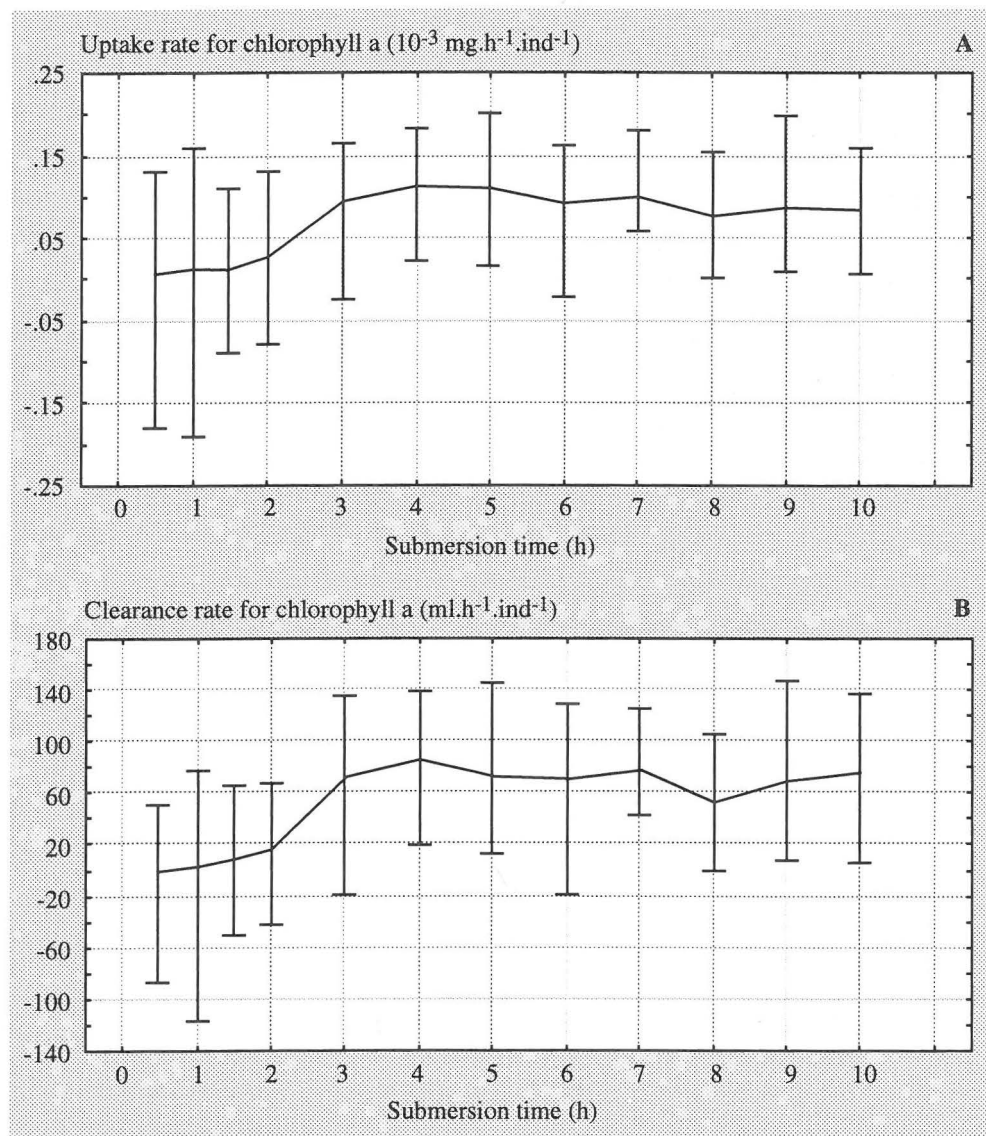 Uptake rate for chlorophyll a (10⁻³ mg.h⁻¹.ind⁻¹) A
.25
.15
.05
-.05
-.15
-.25
0 1 2 3 4 5 6 7 8 9 10
Submersion time (h)
Clearance rate for chlorophyll a (ml.h⁻¹.ind⁻¹) B
180
140
100
60
20
-20
-60
-100
-140
0 1 2 3 4 5 6 7 8 9 10
Submersion time (h)